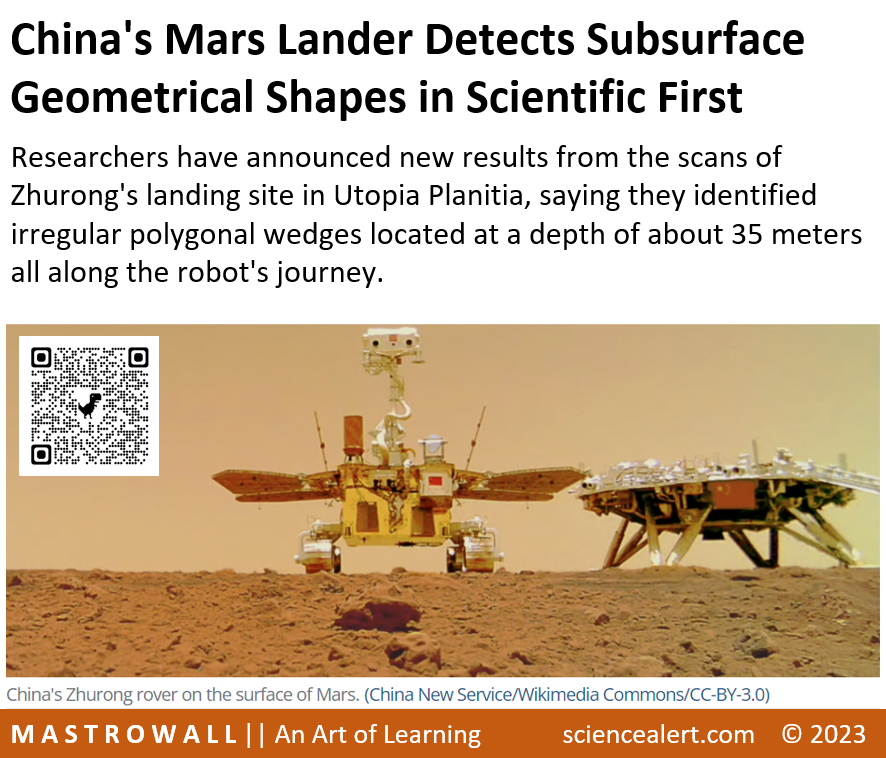 China's Mars Lander Detects Subsurface
Geometrical Shapes in Scientific First
Researchers have announced new results from the scans of
Zhurong's landing site in Utopia Planitia, saying they identified
irregular polygonal wedges located at a depth of about 35 meters
all along the robot's journey.
China's Zhurong rover on the surface of Mars. (China New Service/Wikimedia Commons/CC-BY-3.0)
MASTROWALL || An Art of Learning sciencealert.com © 2023